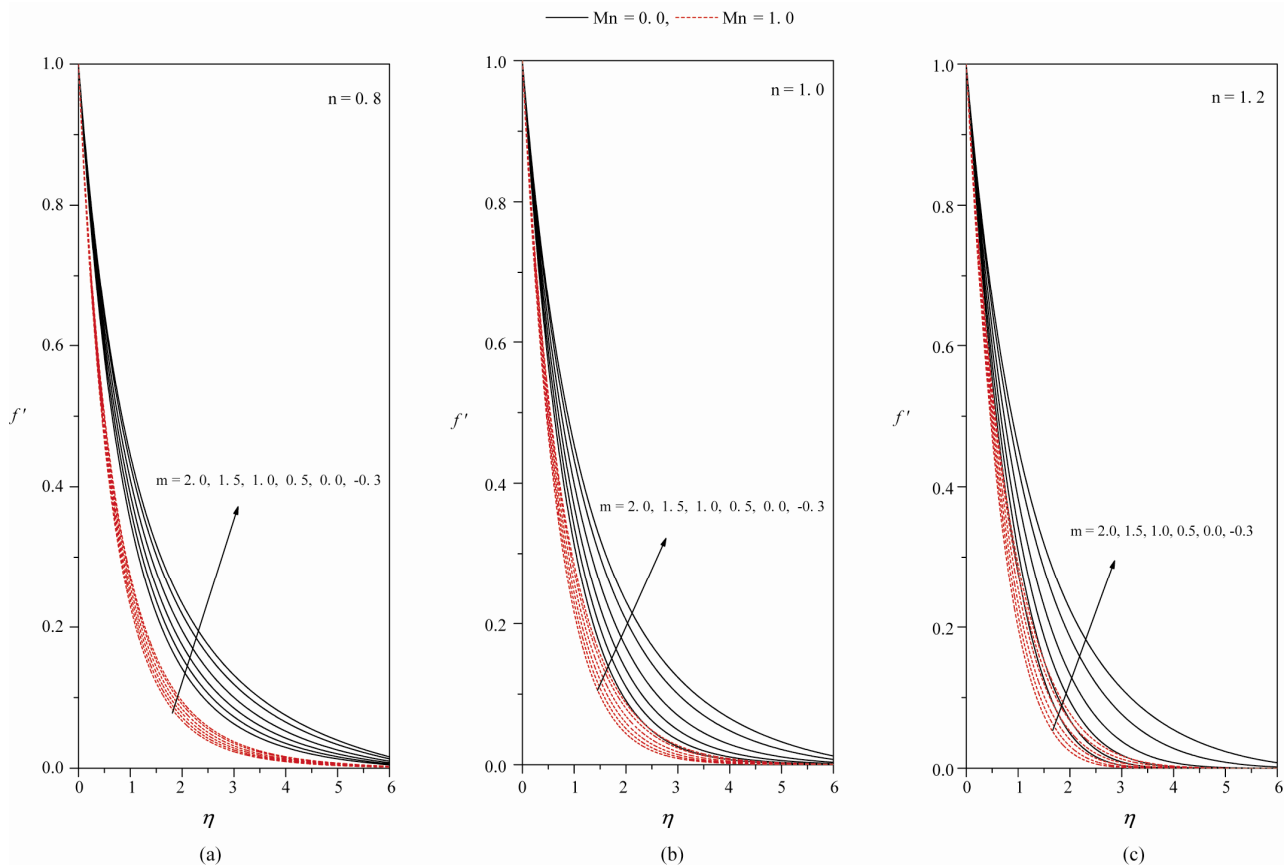 Mn = 0. 0, Mn = 1. 0
1.0
0.8
0.6
f'
0.4
0.2
0.0
n = 0. 8
m = 2. 0, 1. 5, 1. 0, 0. 5, 0. 0, -0. 3
0 1 2 3 4 5 6
η
(a)
1.0
0.8
0.6
f'
0.4
0.2
0.0
n = 1. 0
m = 2. 0, 1. 5, 1. 0, 0. 5, 0. 0, -0. 3
0 1 2 3 4 5 6
η
(b)
1.0
0.8
0.6
f'
0.4
0.2
0.0
n = 1. 2
m = 2.0, 1.5, 1.0, 0.5, 0.0, -0.3
0 1 2 3 4 5 6
η
(c)